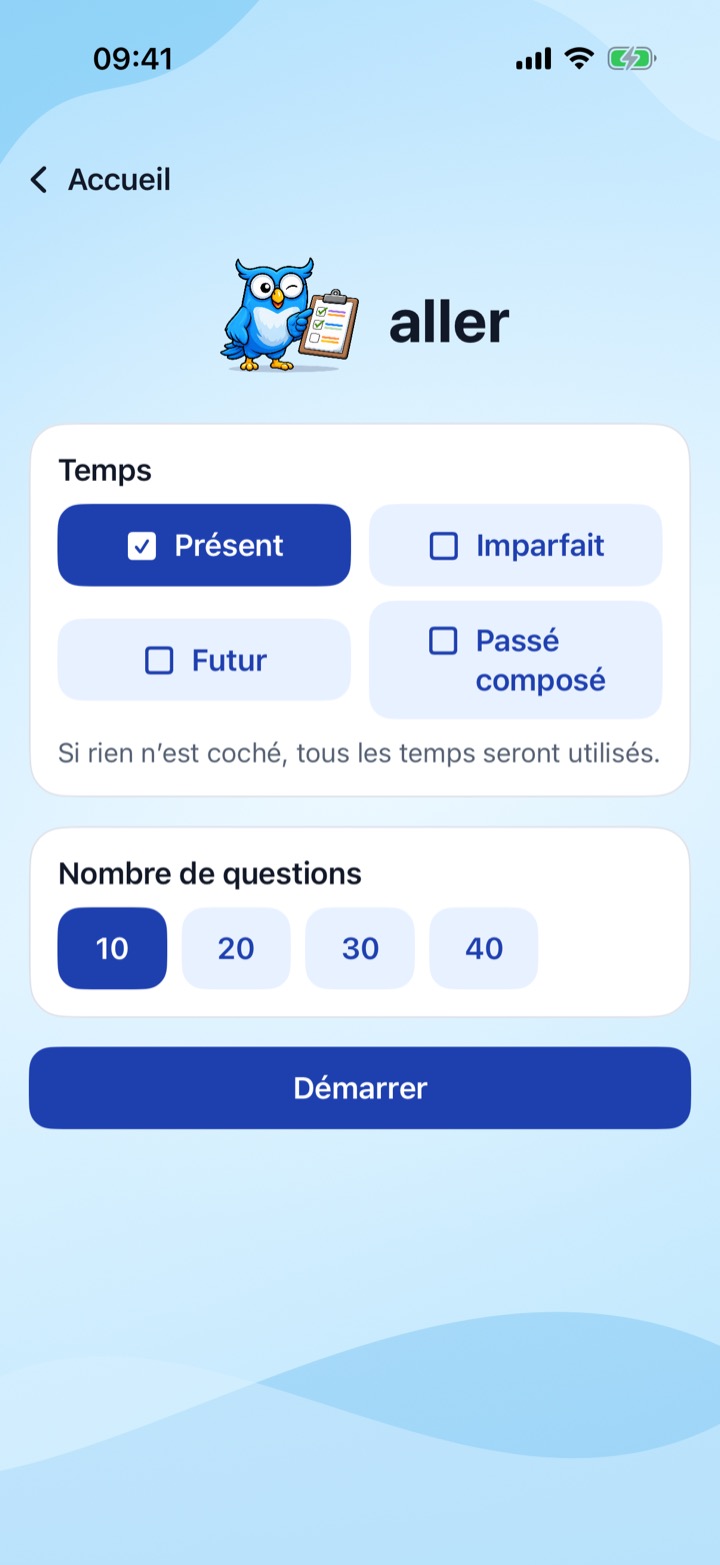 09:41
Accueil
aller
Temps
Présent
Imparfait
Futur
Passé
composé
Si rien n’est coché, tous les temps seront utilisés.
Nombre de questions
10 20 30 40
Démarrer